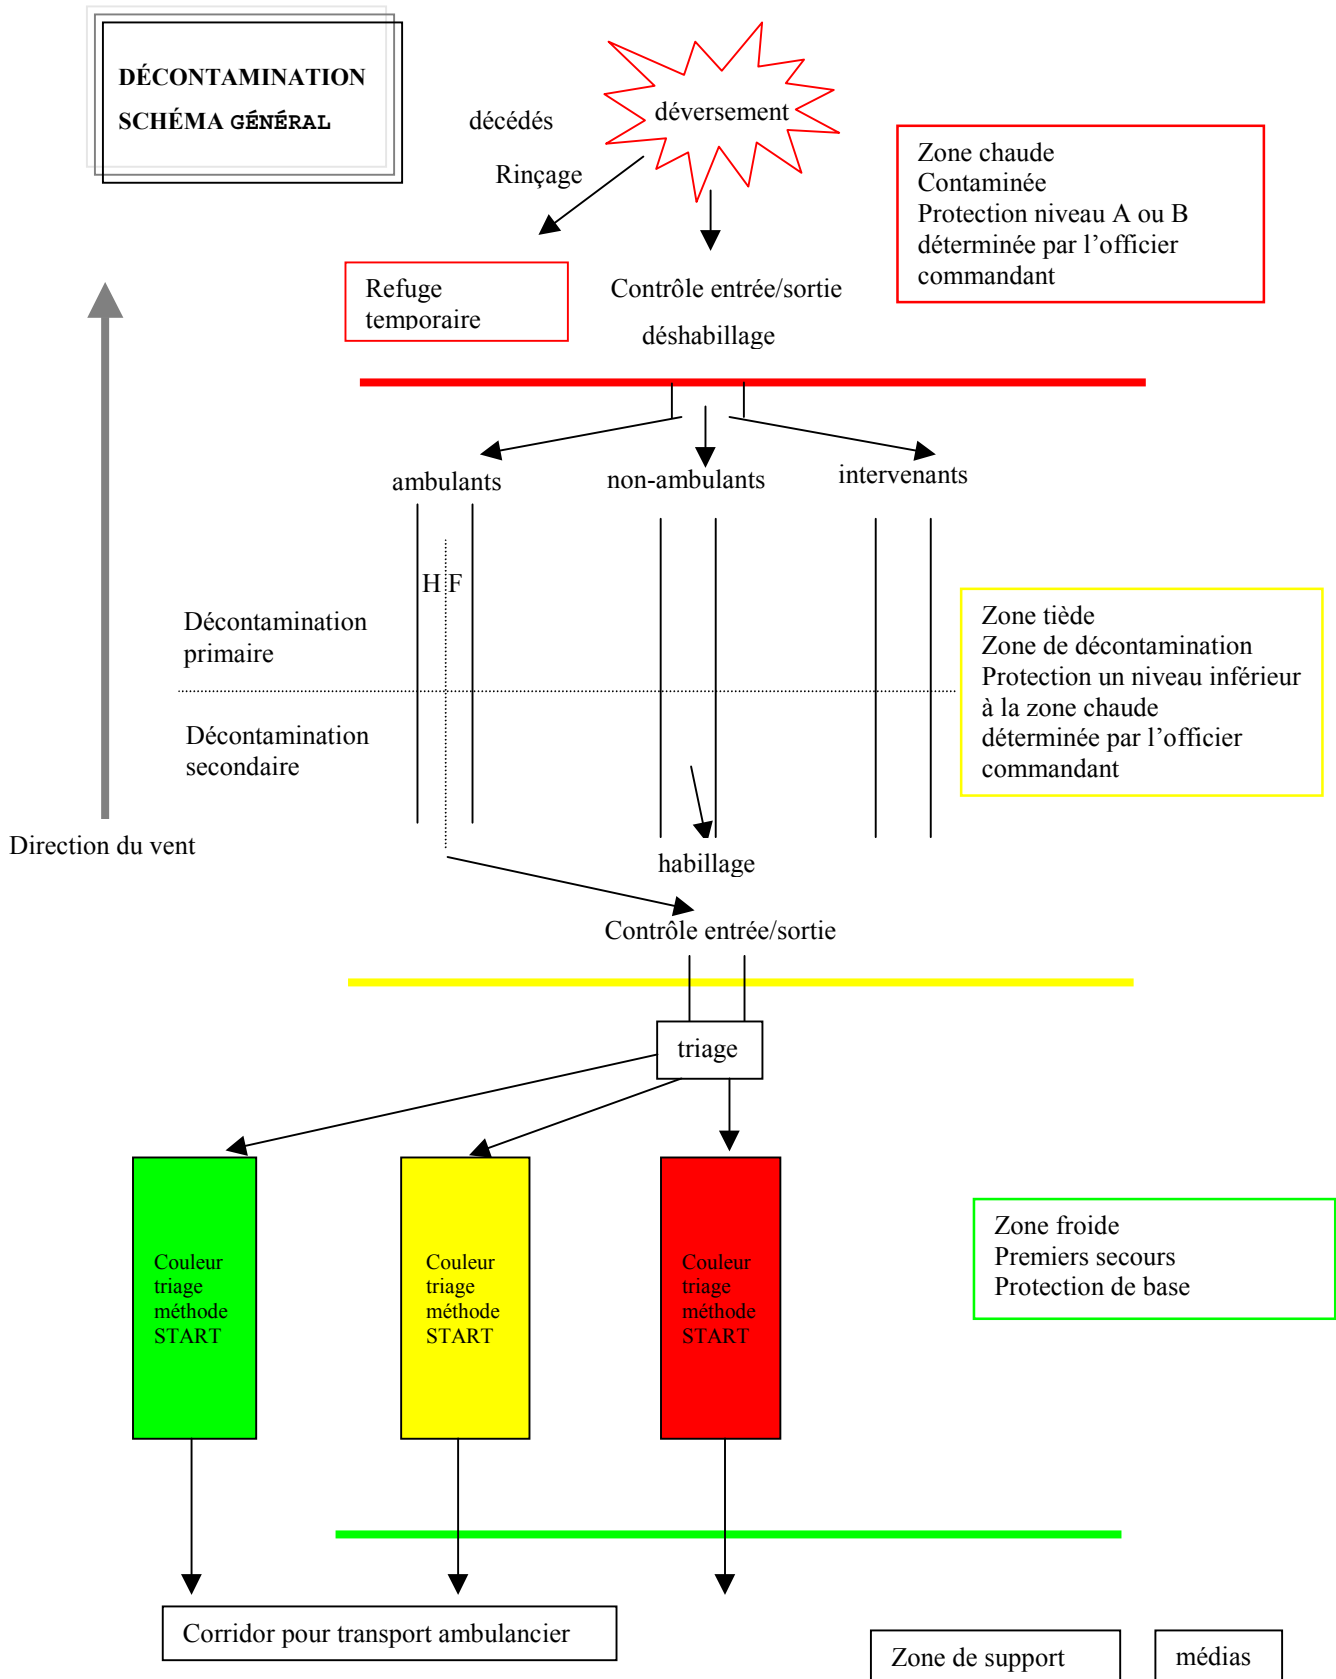 DÉCONTAMINATION
SCHÉMA GÉNÉRAL
décédés
déversement
Rinçage
Zone chaude
Contaminée
Protection niveau A ou B
déterminée par l’officier
commandant
Refuge
temporaire
Contrôle entrée/sortie
déshabillage
ambulants
non-ambulants
intervenants
H F
Décontamination
primaire
Zone tiède
Zone de décontamination
Protection un niveau inférieur
à la zone chaude
déterminée par l’officier
commandant
Décontamination
secondaire
Direction du vent
habillage
Contrôle entrée/sortie
triage
Couleur
triage
méthode
START
Couleur
triage
méthode
START
Couleur
triage
méthode
START
Zone froide
Premiers secours
Protection de base
Corridor pour transport ambulancier
Zone de support
médias